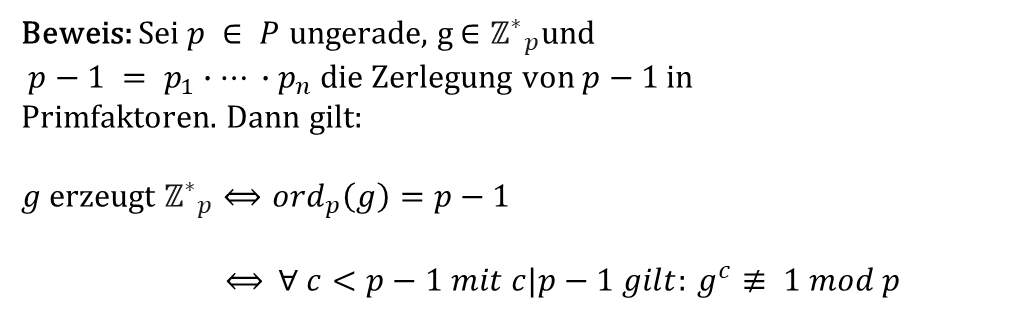 Beweis: Sei p ∈ P ungerade, g ∈ ℤ*ₚ und
p − 1 = p₁ · ⋯ · pₙ die Zerlegung von p − 1 in
Primfaktoren. Dann gilt:
g erzeugt ℤ*ₚ ⟺ ordₚ(g) = p − 1
⟺ ∀ c < p − 1 mit c|p − 1 gilt: gᶜ ≢ 1 mod p